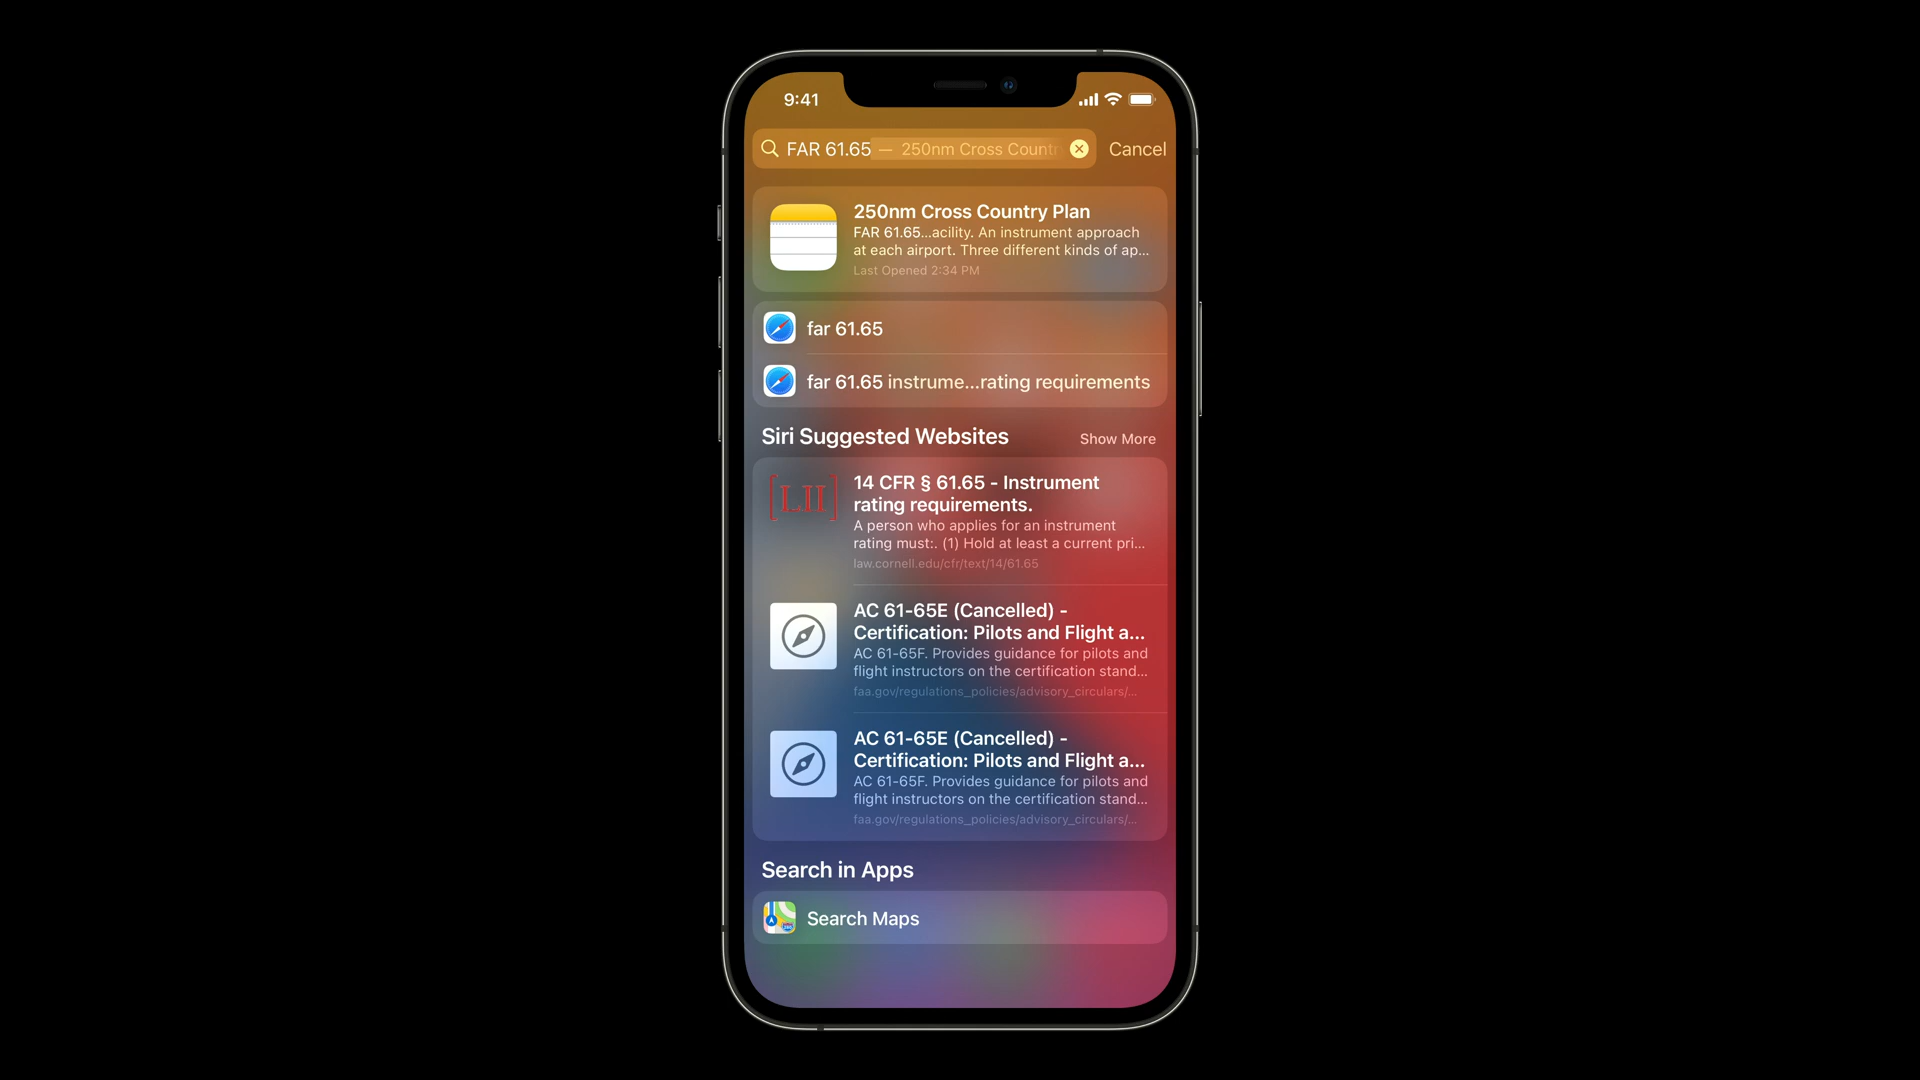 9:41
FAR 61.65 — 250nm Cross Countr
Cancel
250nm Cross Country Plan
FAR 61.65...acility. An instrument approach
at each airport. Three different kinds of ap...
Last Opened 2:34 PM
far 61.65
far 61.65 instrume...rating requirements
Siri Suggested Websites
Show More
[LII]
14 CFR § 61.65 - Instrument
rating requirements.
A person who applies for an instrument
rating must:. (1) Hold at least a current pri...
law.cornell.edu/cfr/text/14/61.65
AC 61-65E (Cancelled) -
Certification: Pilots and Flight a...
AC 61-65F. Provides guidance for pilots and
flight instructors on the certification stand...
faa.gov/regulations_policies/advisory_circulars/...
AC 61-65E (Cancelled) -
Certification: Pilots and Flight a...
AC 61-65F. Provides guidance for pilots and
flight instructors on the certification stand...
faa.gov/regulations_policies/advisory_circulars/...
Search in Apps
Search Maps